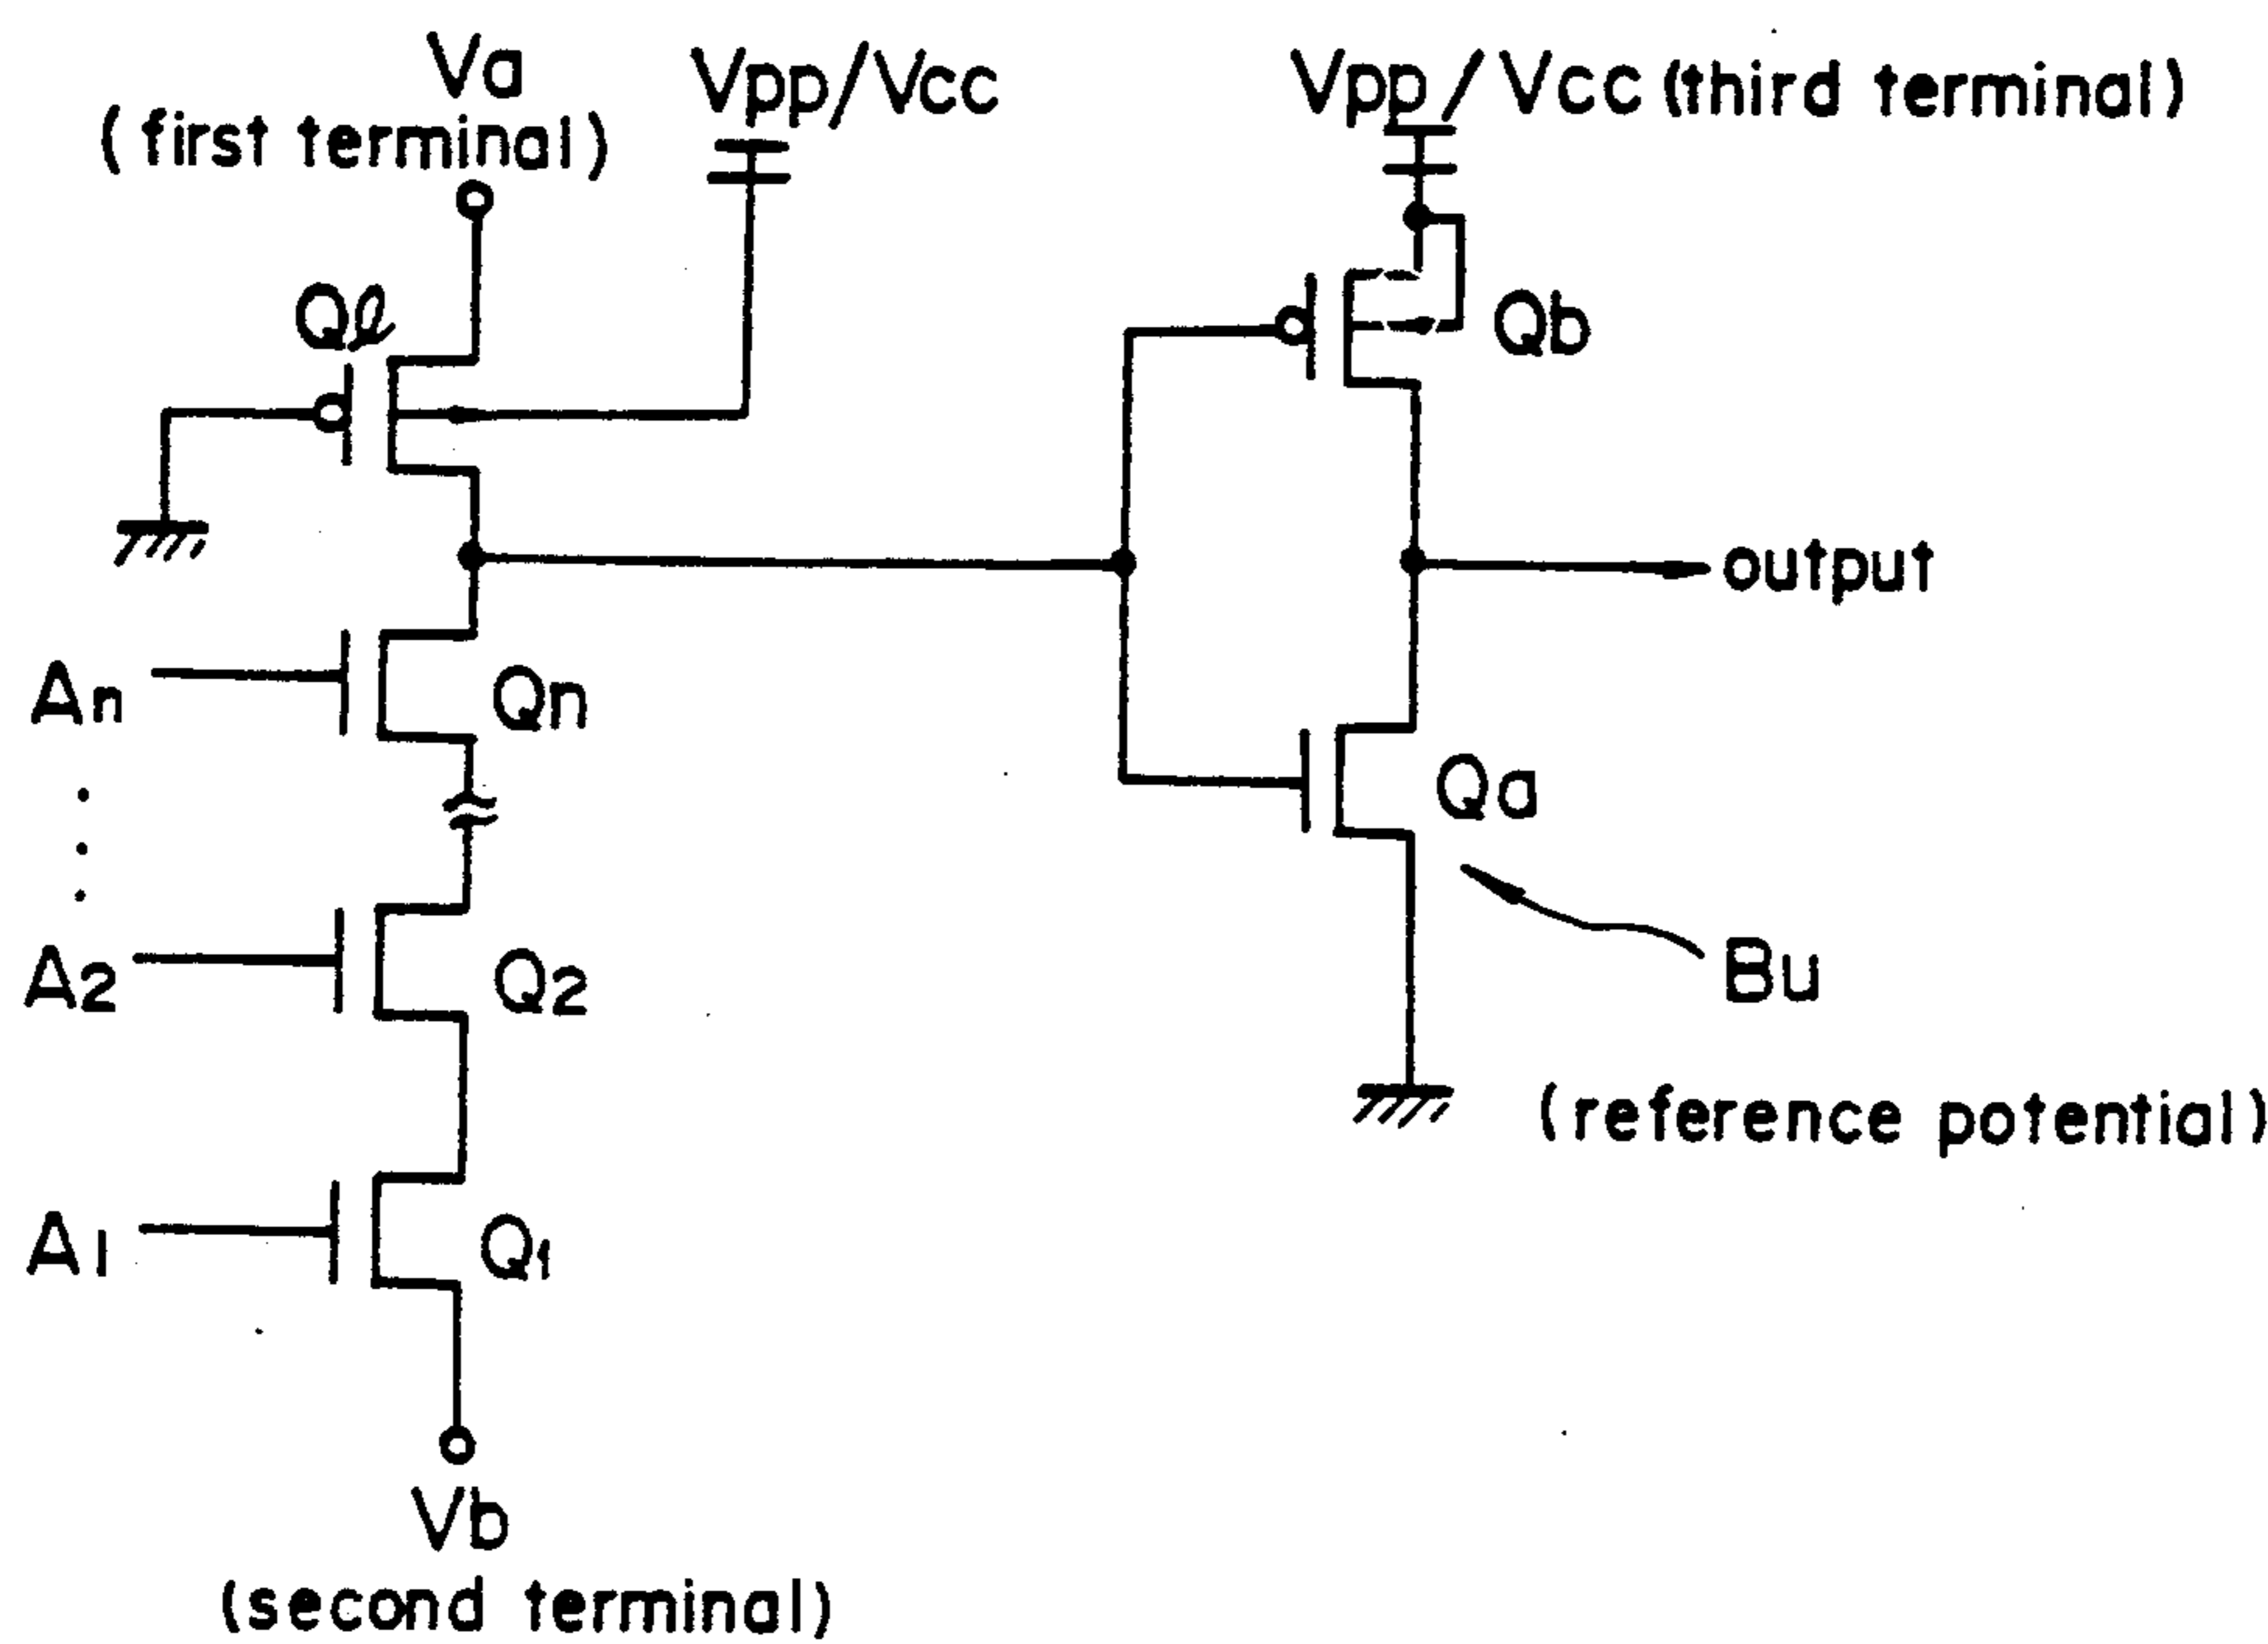 Va
(first terminal)
Vpp/Vcc
Vpp/Vcc (third terminal)
Qℓ
Qb
output
An
Qn
Qa
A2
Q2
Bu
(reference potential)
A1
Q1
Vb
(second terminal)